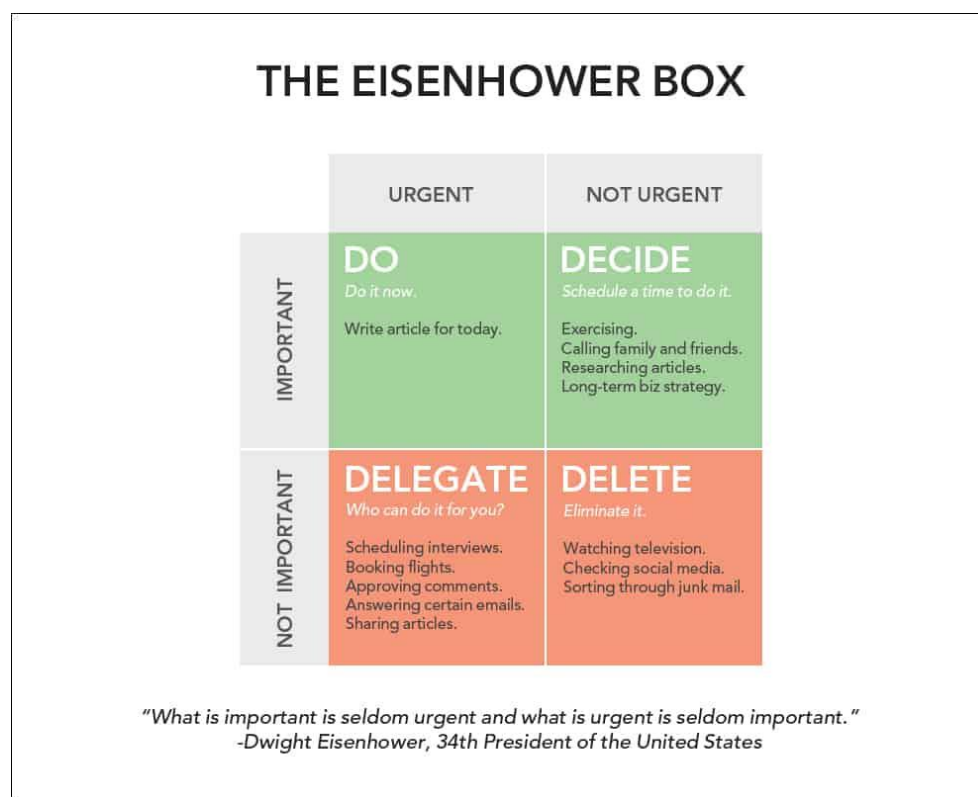 THE EISENHOWER BOX
URGENT
NOT URGENT
IMPORTANT
DO
Do it now.
Write article for today.
DECIDE
Schedule a time to do it.
Exercising.
Calling family and friends.
Researching articles.
Long-term biz strategy.
NOT IMPORTANT
DELEGATE
Who can do it for you?
Scheduling interviews.
Booking flights.
Approving comments.
Answering certain emails.
Sharing articles.
DELETE
Eliminate it.
Watching television.
Checking social media.
Sorting through junk mail.
“What is important is seldom urgent and what is urgent is seldom important.”
-Dwight Eisenhower, 34th President of the United States